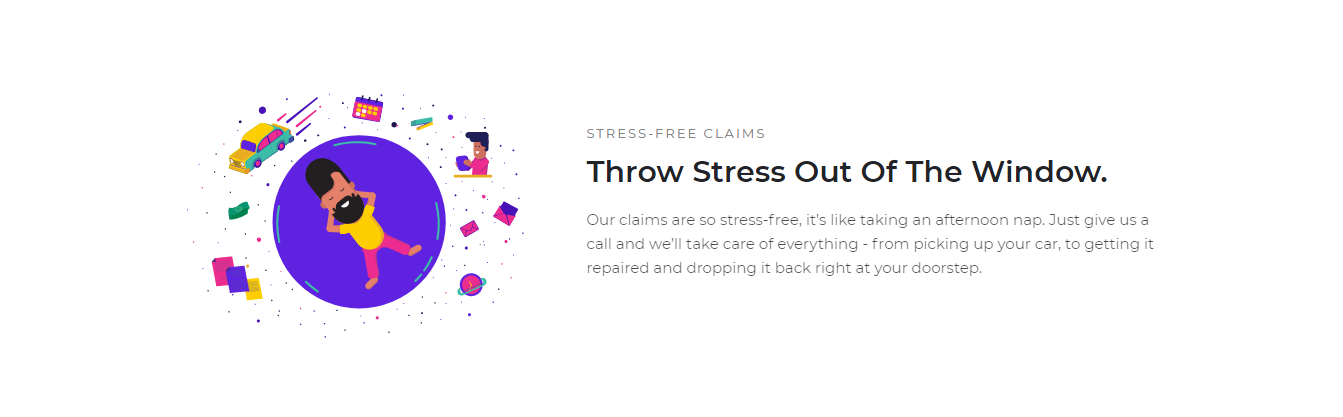 STRESS-FREE CLAIMS
Throw Stress Out Of The Window.
Our claims are so stress-free, it's like taking an afternoon nap. Just give us a
call and we'll take care of everything - from picking up your car, to getting it
repaired and dropping it back right at your doorstep.